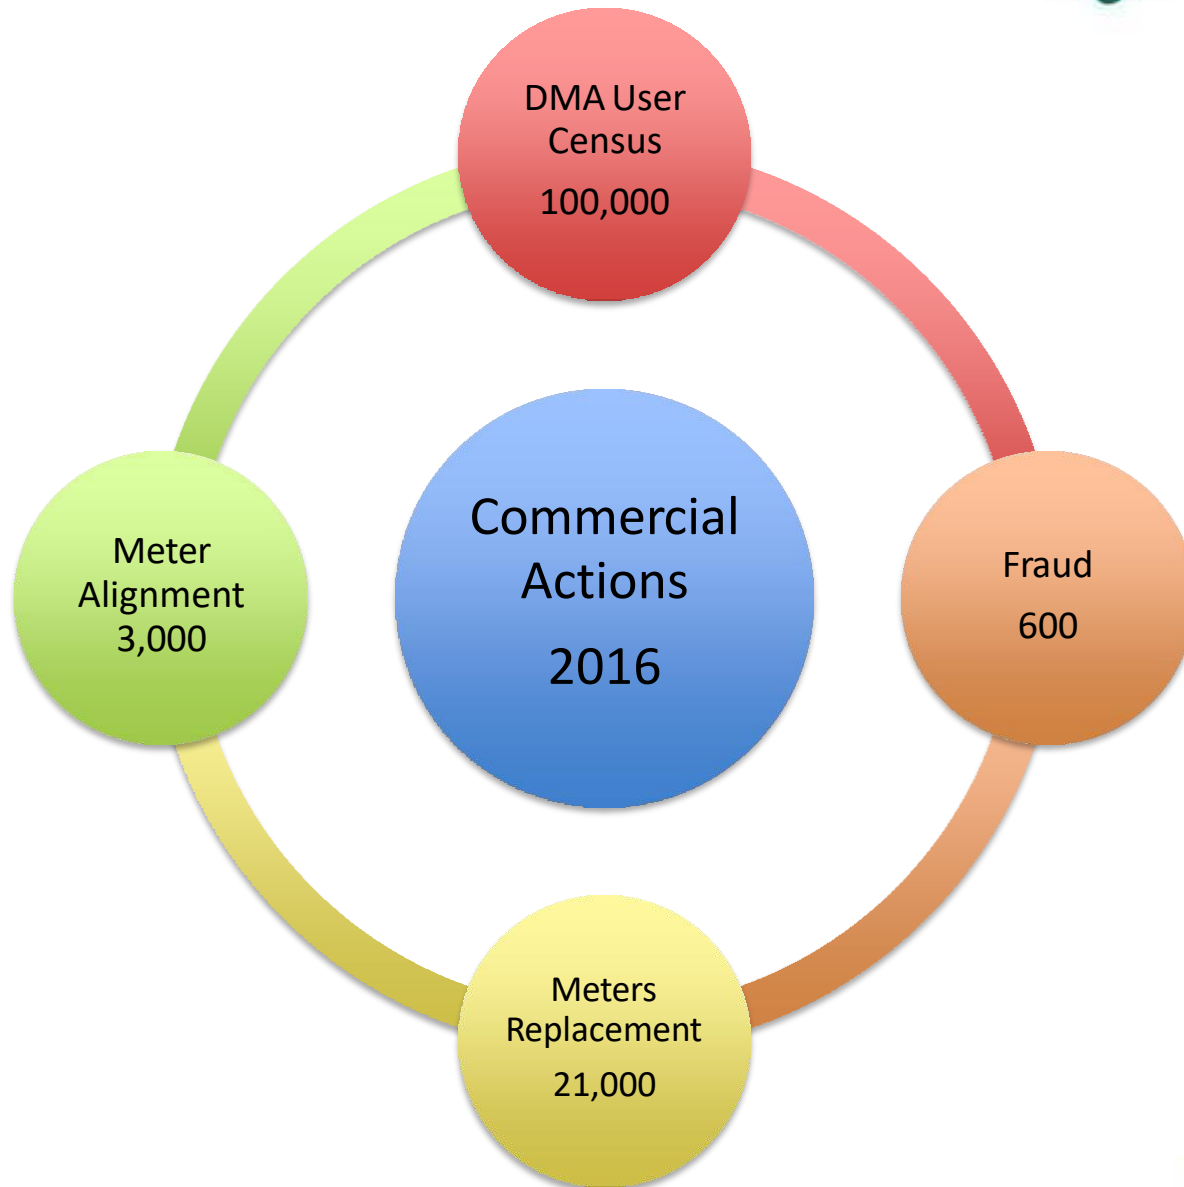 DMA User
Census
100,000
Commercial
Actions
2016
Meter
Alignment
3,000
Fraud
600
Meters
Replacement
21,000